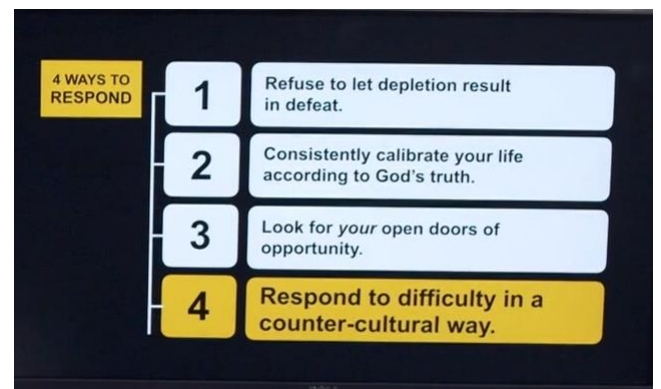 4 WAYS TO
RESPOND
1
Refuse to let depletion result
in defeat.
2
Consistently calibrate your life
according to God's truth.
3
Look for your open doors of
opportunity.
4
Respond to difficulty in a
counter-cultural way.